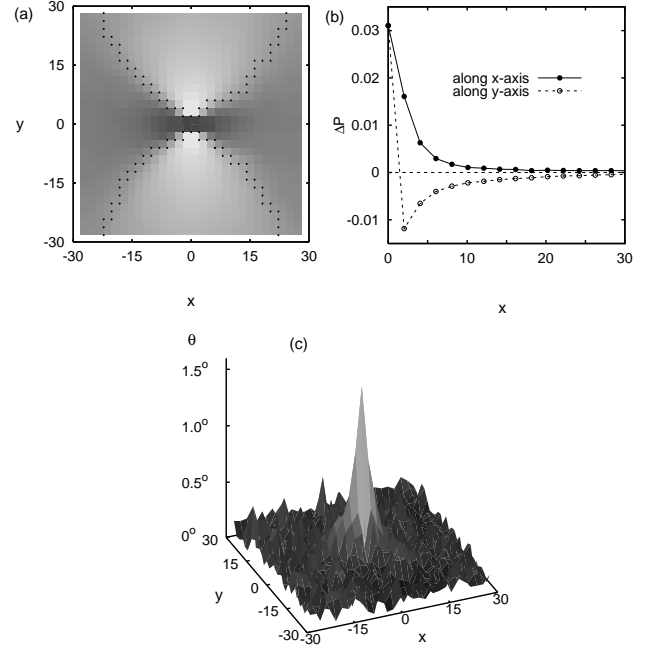 (a)
30
15
0
-15
-30
y
-30 -15 0 15 30
x
(b)
0.03
0.02
0.01
0
-0.01
ΔP
along x-axis
along y-axis
0 10 20 30
x
(c)
θ
1.5°
1.0°
0.5°
0°
30
15
0
-15
-30
y
-30
-15
0
15
30
x